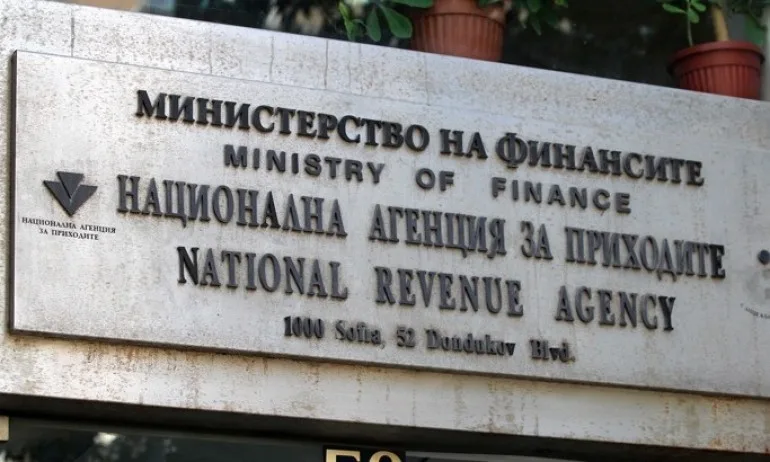 МИНИСТЕРСТВО НА ФИНАНСИТЕ
MINISTRY OF FINANCE
НАЦИОНАЛНА АГЕНЦИЯ
ЗА ПРИХОДИТЕ
НАЦИОНАЛНА АГЕНЦИЯ ЗА ПРИХОДИТЕ
NATIONAL REVENUE AGENCY
1000 Sofia, 52 Dondukov Blvd.